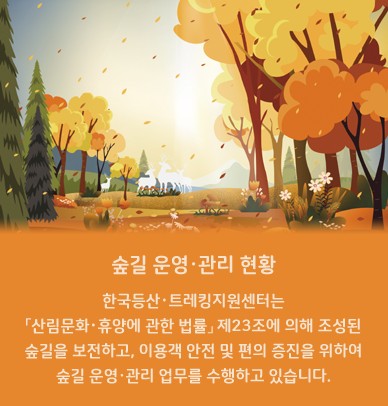 숲길 운영·관리 현황
한국등산·트레킹지원센터는
「산림문화·휴양에 관한 법률」 제23조에 의해 조성된
숲길을 보전하고, 이용객 안전 및 편의 증진을 위하여
숲길 운영·관리 업무를 수행하고 있습니다.